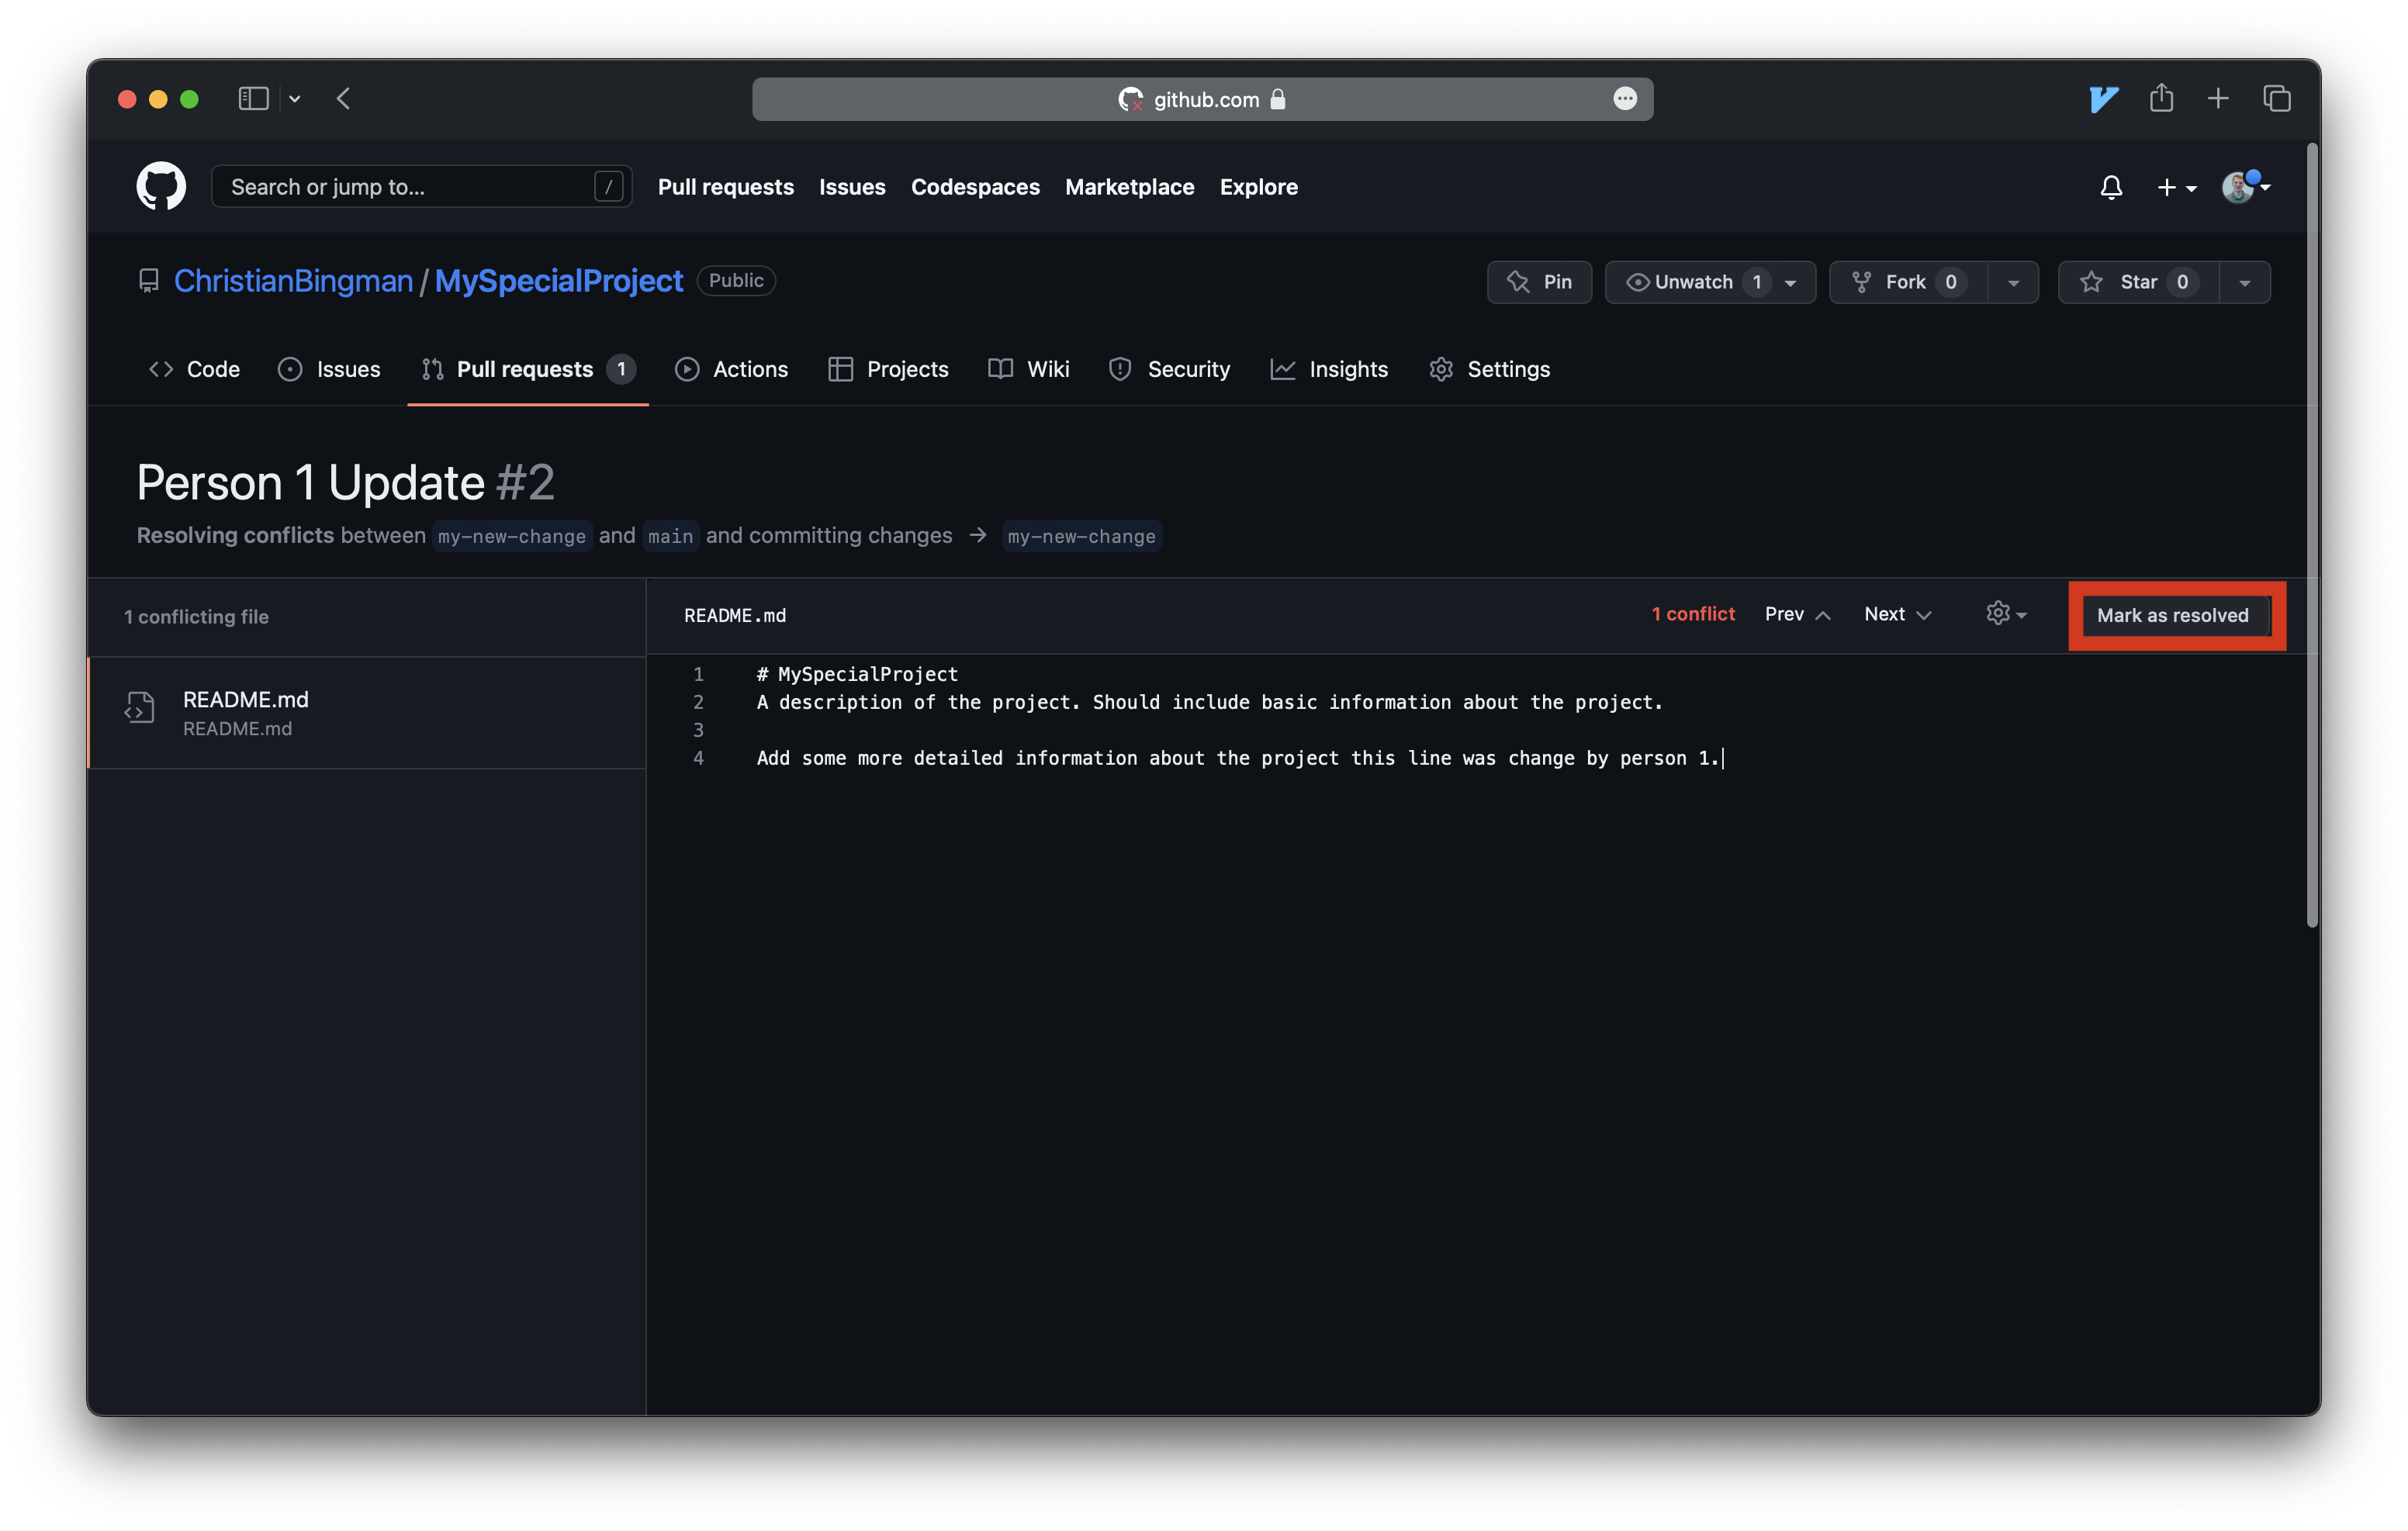 github.com
Search or jump to... / Pull requests Issues Codespaces Marketplace Explore
ChristianBingman / MySpecialProject Public Pin Unwatch 1 Fork 0 Star 0
Code Issues Pull requests 1 Actions Projects Wiki Security Insights Settings
Person 1 Update #2
Resolving conflicts between my-new-change and main and committing changes → my-new-change
1 conflicting file
README.md
README.md
README.md 1 conflict Prev Next Mark as resolved
1 # MySpecialProject
2 A description of the project. Should include basic information about the project.
3
4 Add some more detailed information about the project this line was change by person 1.